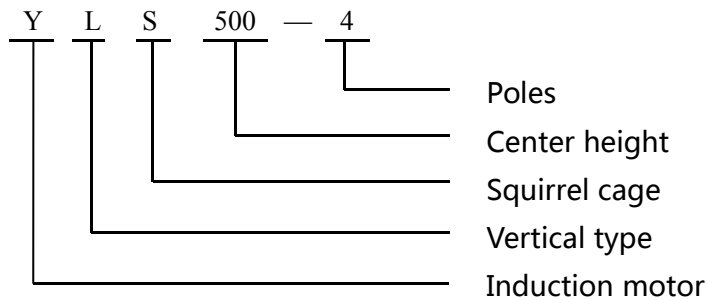 Y L S 500 — 4
Poles
Center height
Squirrel cage
Vertical type
Induction motor